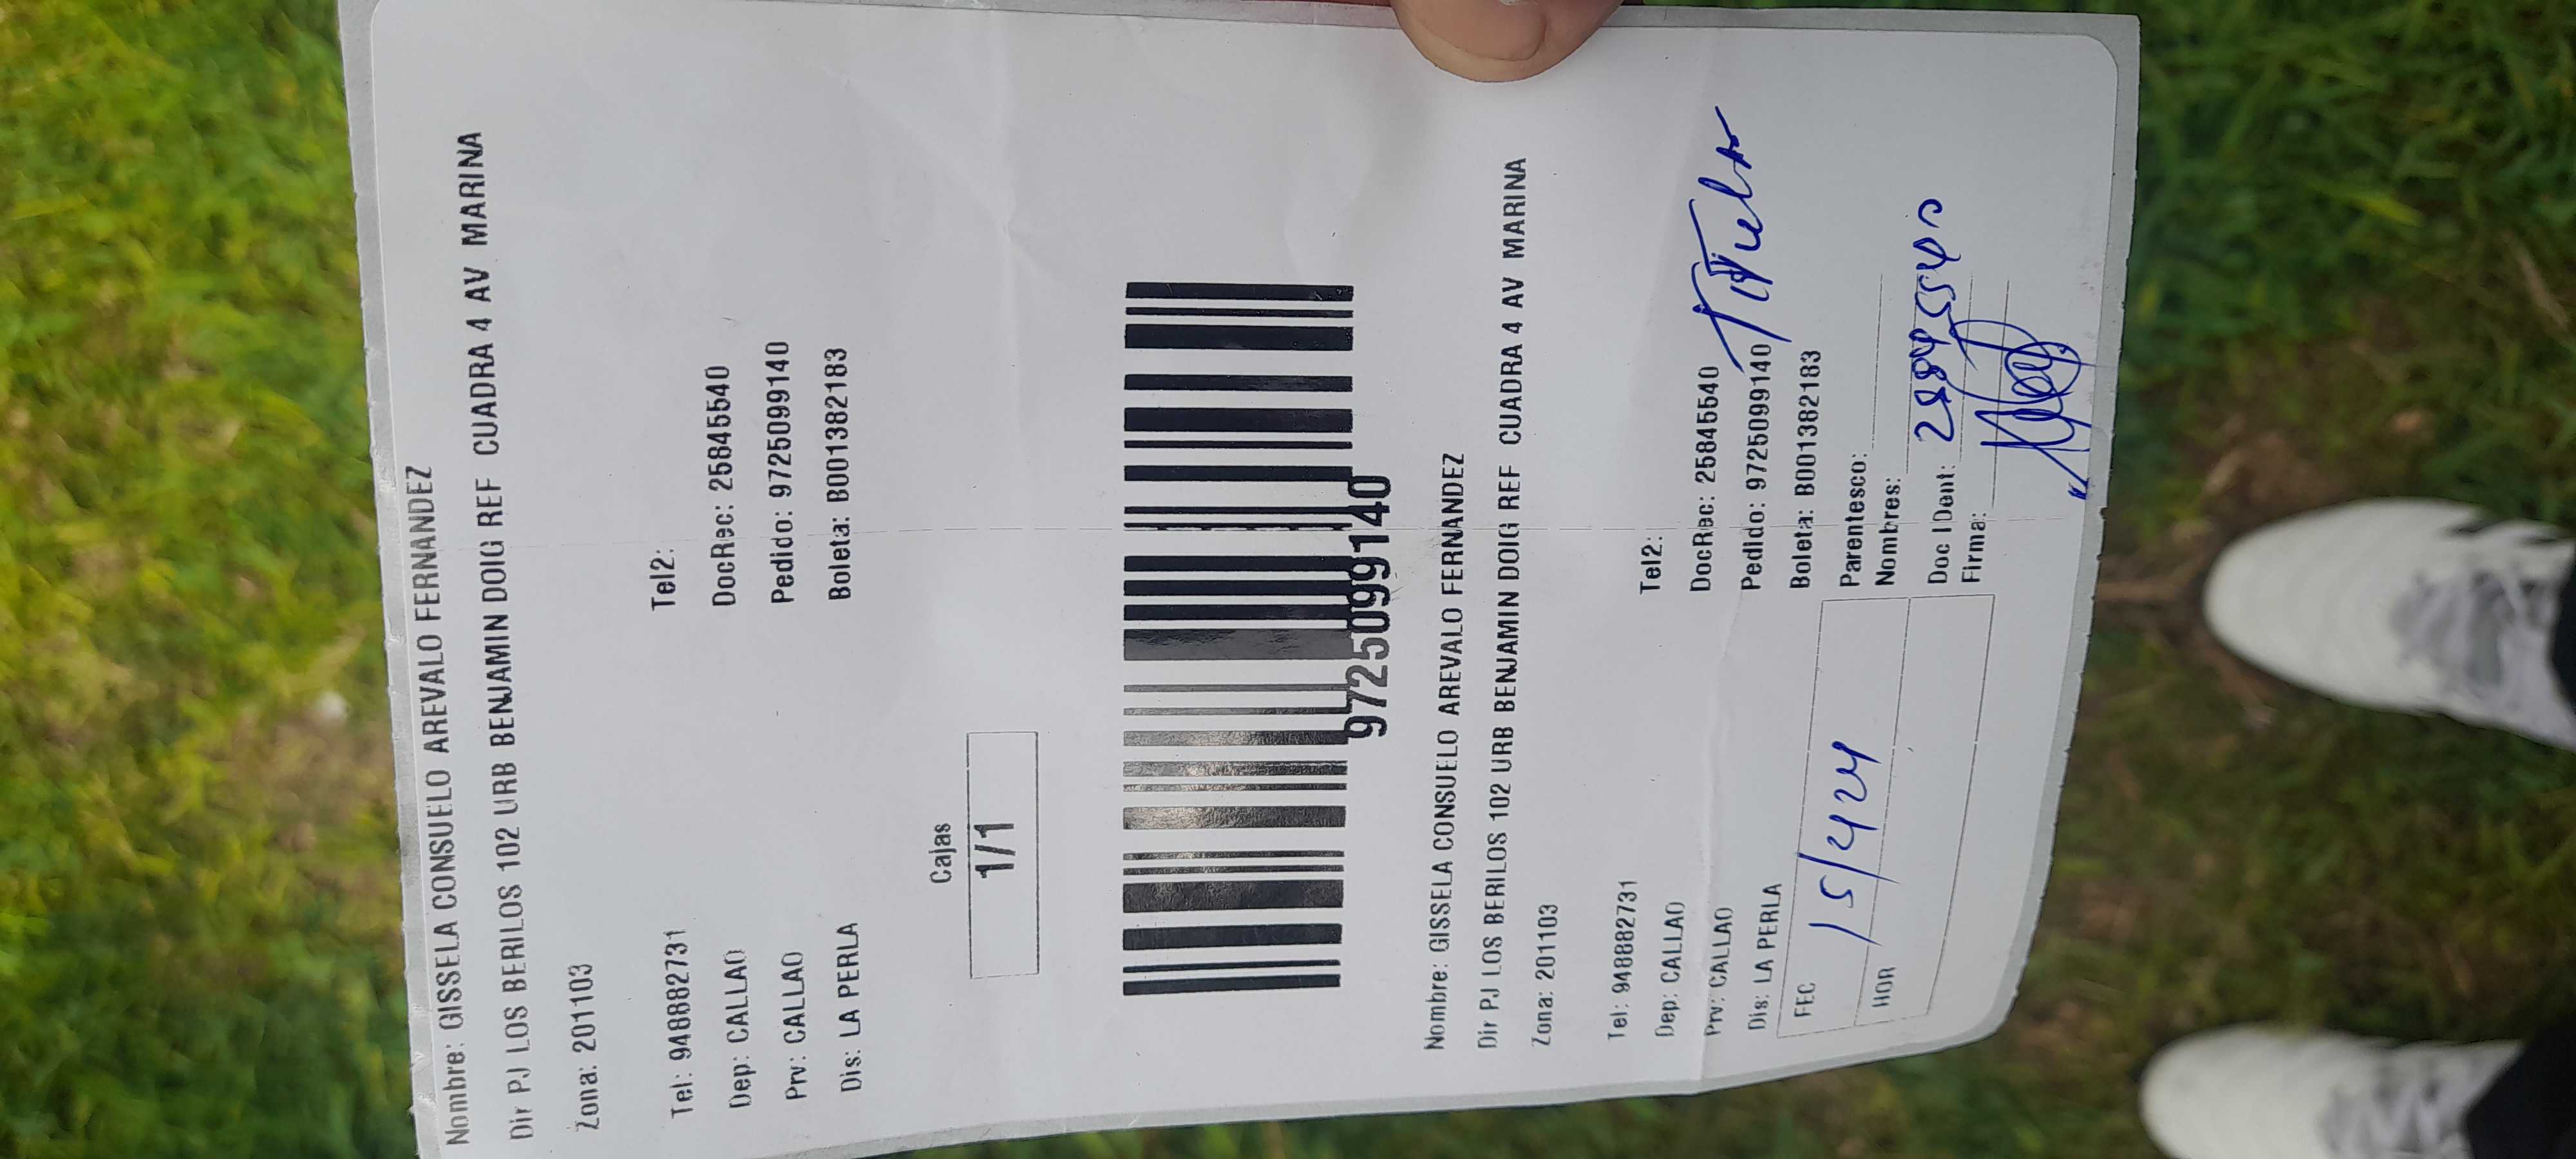 Nombre: GISSELA CONSUELO AREVALO FERNANDEZ
Dir PJ LOS BERILOS 102 URB BENJAMIN DOIG REF CUADRA 4 AV MARINA
Zona: 201103
Tel: 948882731 Tel2:
Dep: CALLAO DocRec: 25845540
Prv: CALLAO Pedido: 97250991​40
Dis: LA PERLA Boleta: B001382183
Cajas
1/1
9725099140
Nombre: GISSELA CONSUELO AREVALO FERNANDEZ
Dir PJ LOS BERILOS 102 URB BENJAMIN DOIG REF CUADRA 4 AV MARINA
Zona: 201103
Tel: 948882731 Tel2:
Dep: CALLAO DocRec: 25845540
Prv: CALLAO Pedido: 9725099140
Dis: LA PERLA Boleta: B001382183
FEC 15/424 Parentesco:
HOR Nombres:
Doc IDent:
Firma: